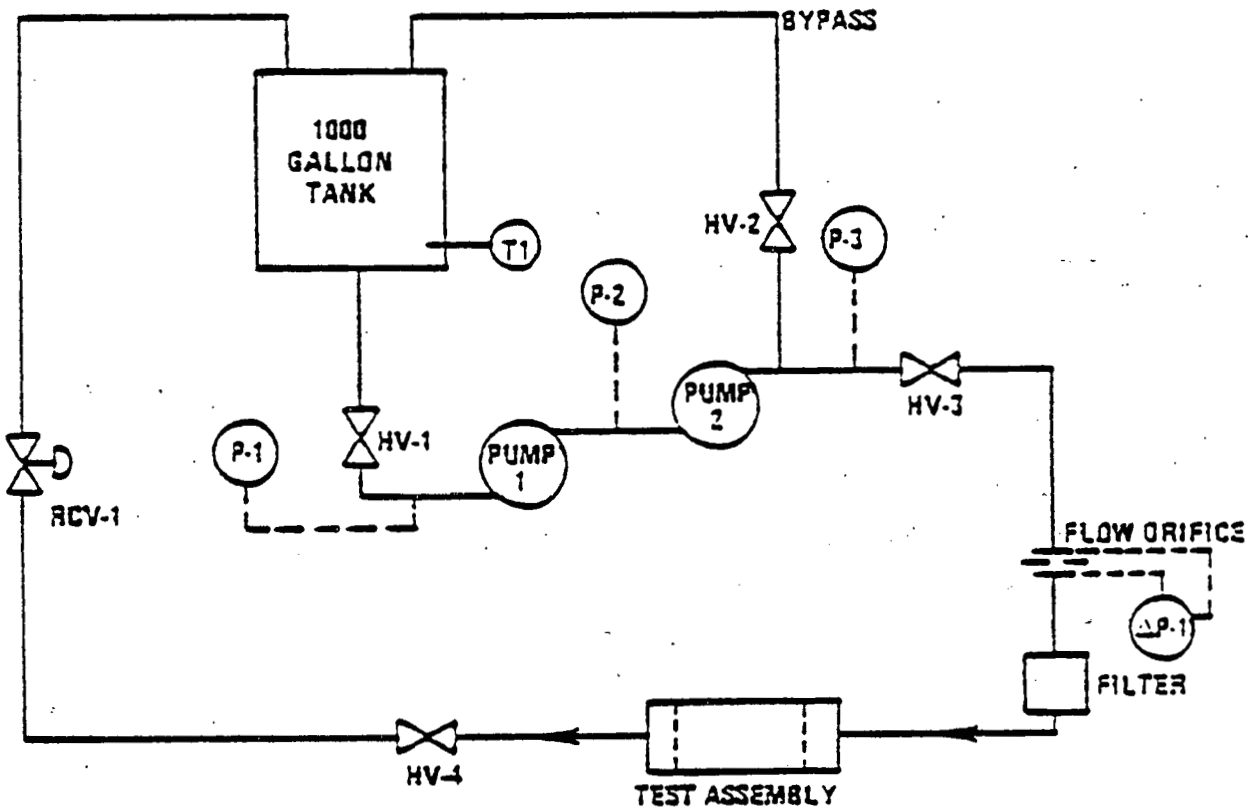 BYPASS
1000
GALLON
TANK
T1
HV-2
P-3
P-2
PUMP
2
HV-3
HV-1
P-1
PUMP
1
RCV-1
FLOW ORIFICE
ΔP-1
FILTER
HV-4
TEST ASSEMBLY